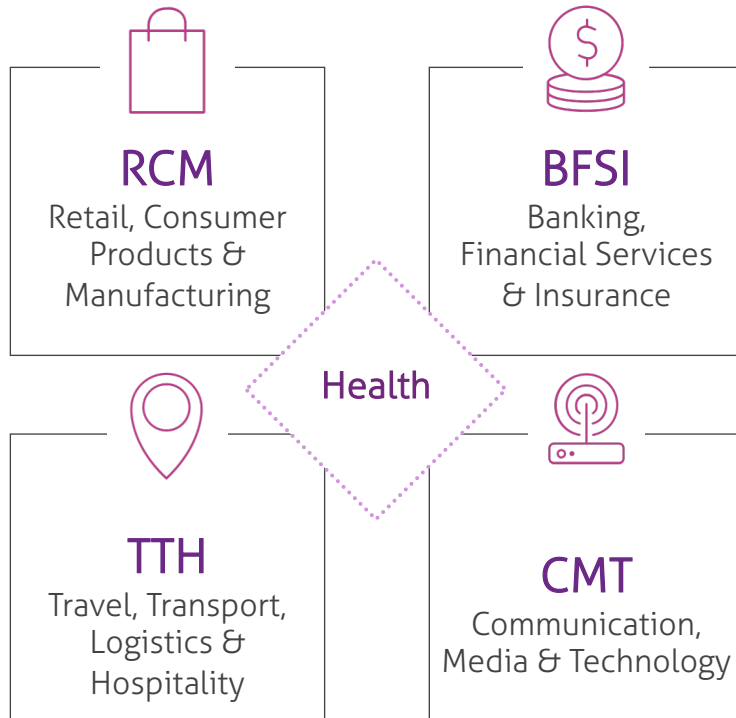 RCM
Retail, Consumer
Products &
Manufacturing
BFSI
Banking,
Financial Services
& Insurance
Health
TTH
Travel, Transport,
Logistics &
Hospitality
CMT
Communication,
Media & Technology